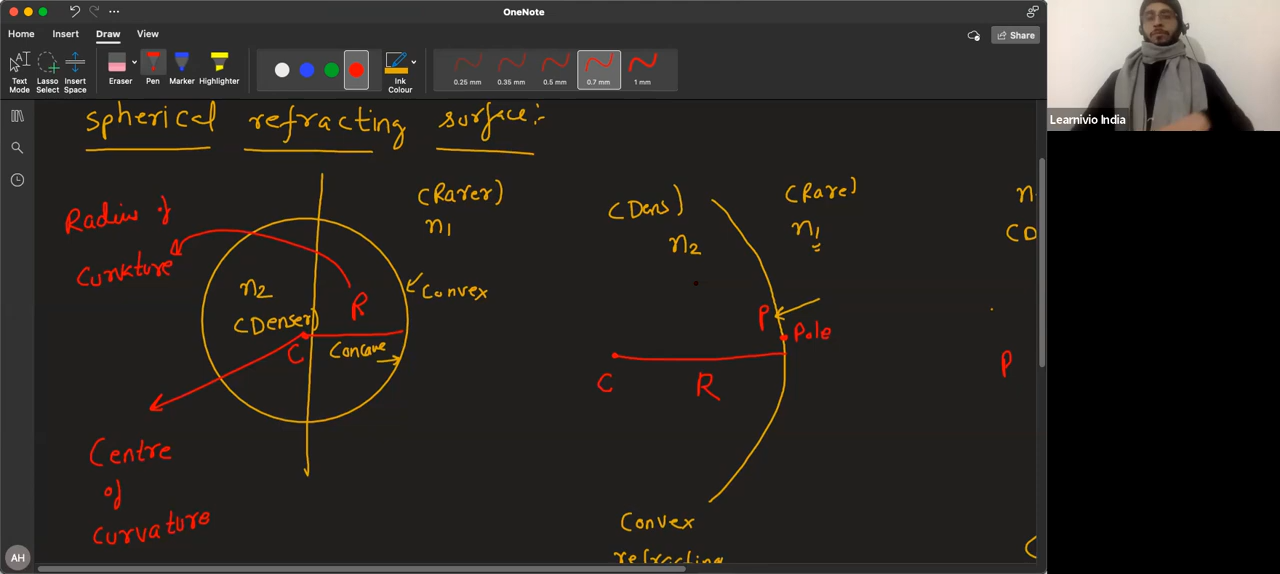 OneNote
Home Insert Draw View
Share
Text Mode
Lasso Select
Insert Space
Eraser
Pen
Marker
Highlighter
Ink Colour
0.25 mm
0.35 mm
0.5 mm
0.7 mm
1 mm
Learnivio India
spherical refracting surface:-
Radius of
Curvature
(Rarer)
n1
n2
(Denser)
R
C
Concave
Convex
Centre
of
curvature
(Dens)
n2
(Rare)
n1
P
Pole
C
R
Convex
refracting
n
(D
P
C
AH